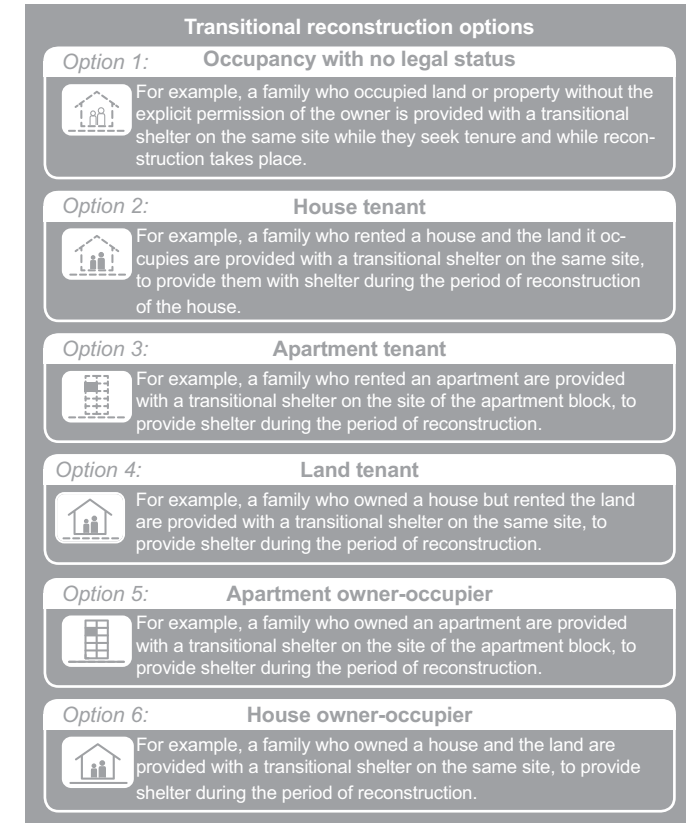 Transitional reconstruction options
Option 1: Occupancy with no legal status
For example, a family who occupied land or property without the
explicit permission of the owner is provided with a transitional
shelter on the same site while they seek tenure and while recon-
struction takes place.
Option 2: House tenant
For example, a family who rented a house and the land it oc-
cupies are provided with a transitional shelter on the same site,
to provide them with shelter during the period of reconstruction
of the house.
Option 3: Apartment tenant
For example, a family who rented an apartment are provided
with a transitional shelter on the site of the apartment block, to
provide shelter during the period of reconstruction.
Option 4: Land tenant
For example, a family who owned a house but rented the land
are provided with a transitional shelter on the same site, to
provide shelter during the period of reconstruction.
Option 5: Apartment owner-occupier
For example, a family who owned an apartment are provided
with a transitional shelter on the site of the apartment block, to
provide shelter during the period of reconstruction.
Option 6: House owner-occupier
For example, a family who owned a house and the land are
provided with a transitional shelter on the same site, to provide
shelter during the period of reconstruction.